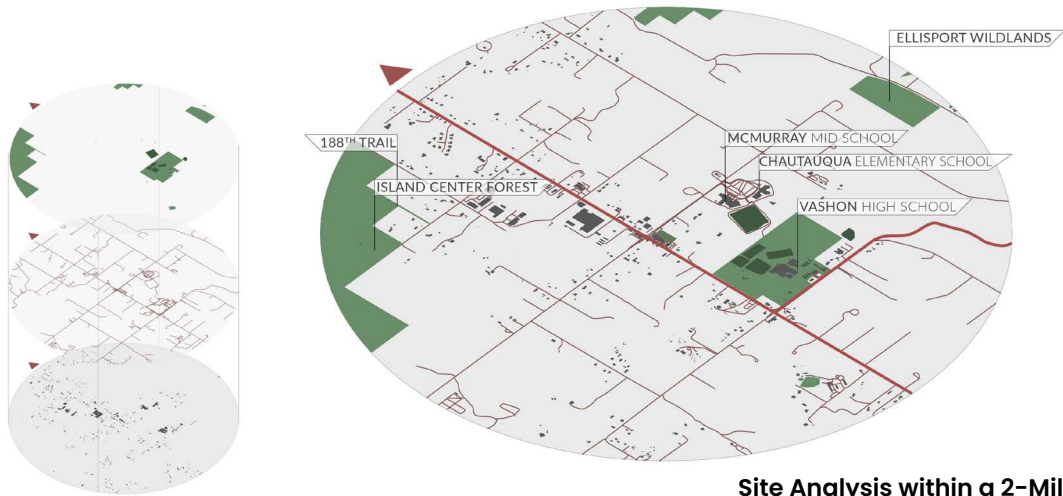 ELLISPORT WILDLANDS
188TH TRAIL
MCMURRAY MID SCHOOL
CHAUTAUQUA ELEMENTARY SCHOOL
ISLAND CENTER FOREST
VASHON HIGH SCHOOL
Site Analysis within a 2-Mil